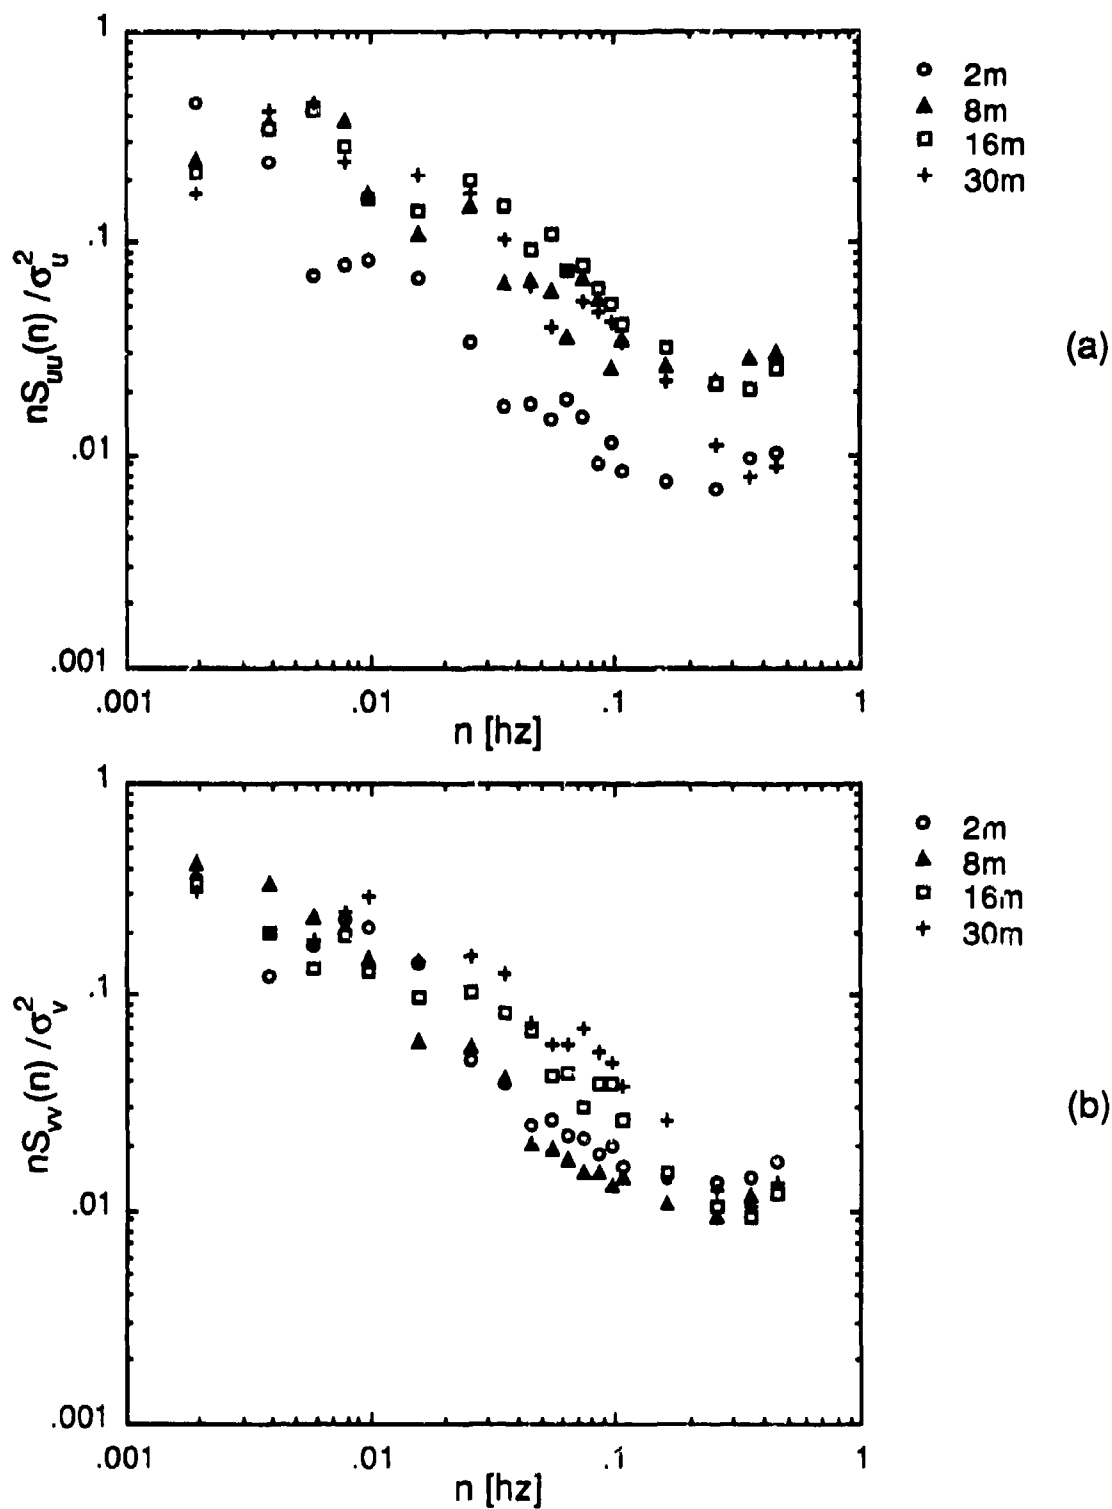 1
.1
.01
.001
nS_uu(n) /σ_u^2
.001 .01 .1 1
n [hz]
2m
8m
16m
30m
(a)
1
.1
.01
.001
nS_vv(n) /σ_v^2
.001 .01 .1 1
n [hz]
2m
8m
16m
30m
(b)